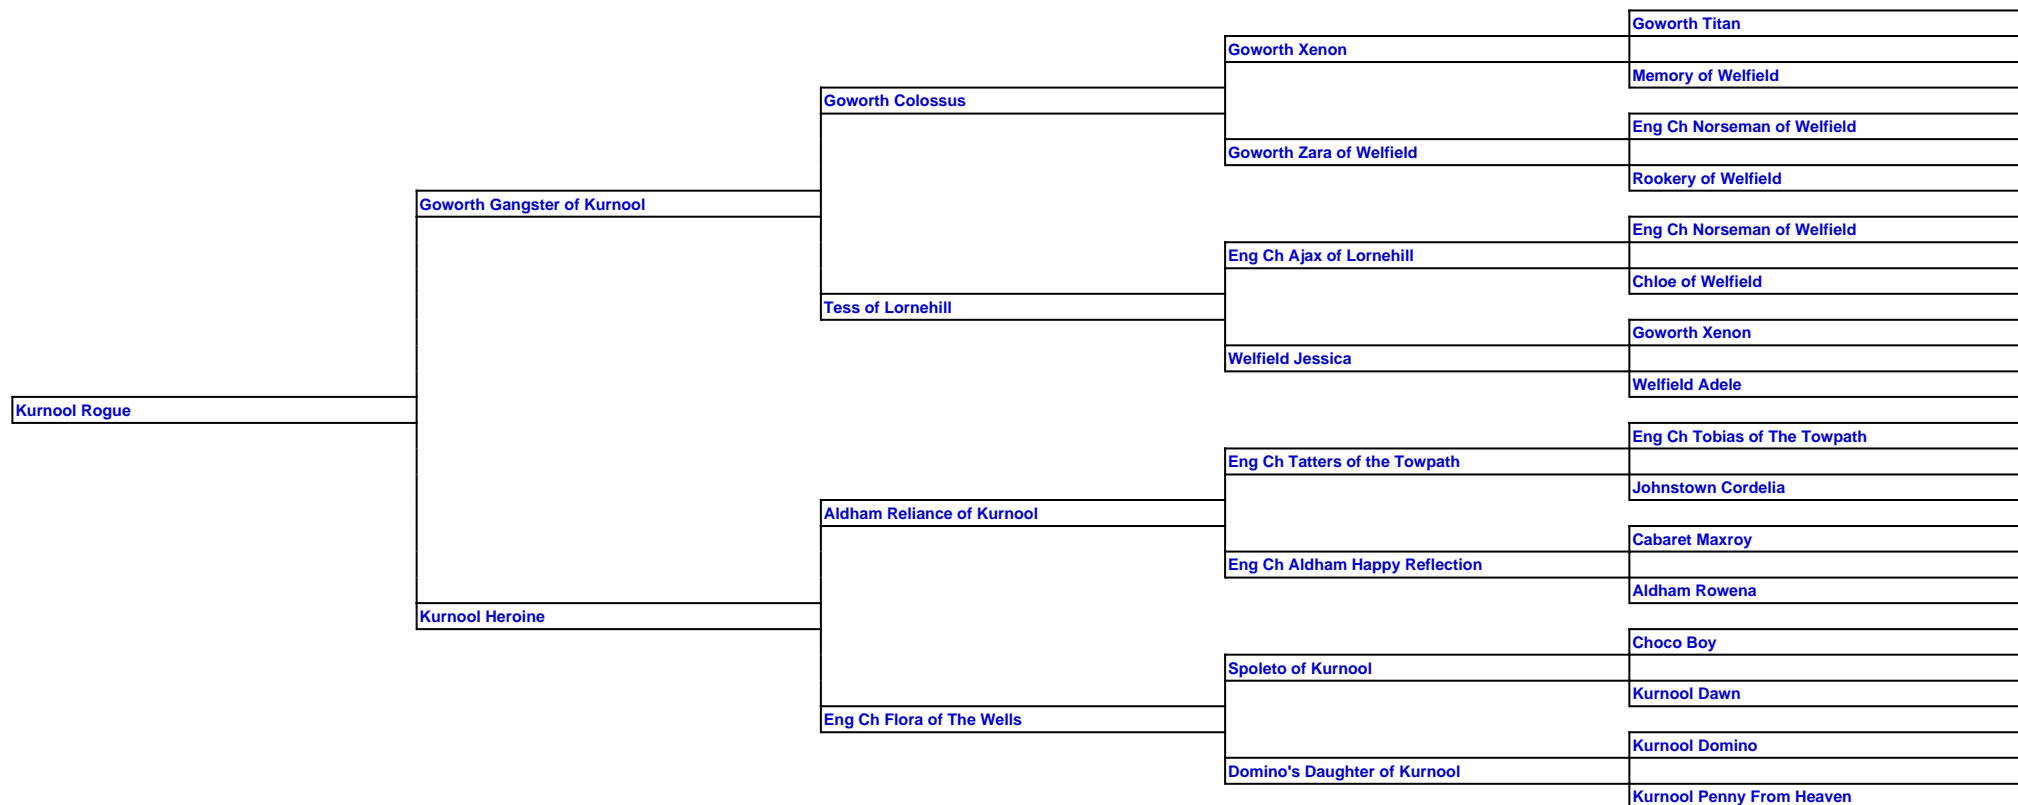 Goworth Titan
Goworth Xenon
Memory of Welfield
Goworth Colossus
Eng Ch Norseman of Welfield
Goworth Zara of Welfield
Rookery of Welfield
Goworth Gangster of Kurnool
Eng Ch Norseman of Welfield
Eng Ch Ajax of Lornehill
Chloe of Welfield
Tess of Lornehill
Goworth Xenon
Welfield Jessica
Welfield Adele
Kurnool Rogue
Eng Ch Tobias of The Towpath
Eng Ch Tatters of the Towpath
Johnstown Cordelia
Aldham Reliance of Kurnool
Cabaret Maxroy
Eng Ch Aldham Happy Reflection
Aldham Rowena
Kurnool Heroine
Choco Boy
Spoleto of Kurnool
Kurnool Dawn
Eng Ch Flora of The Wells
Kurnool Domino
Domino's Daughter of Kurnool
Kurnool Penny From Heaven